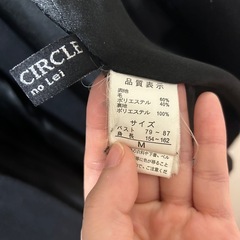 CIRCLE
no Lei
品質表示
表地
毛 60%
ポリエステル 40%
裏地
ポリエステル 100%
サイズ
バスト 79 - 87
身長 154~162
M